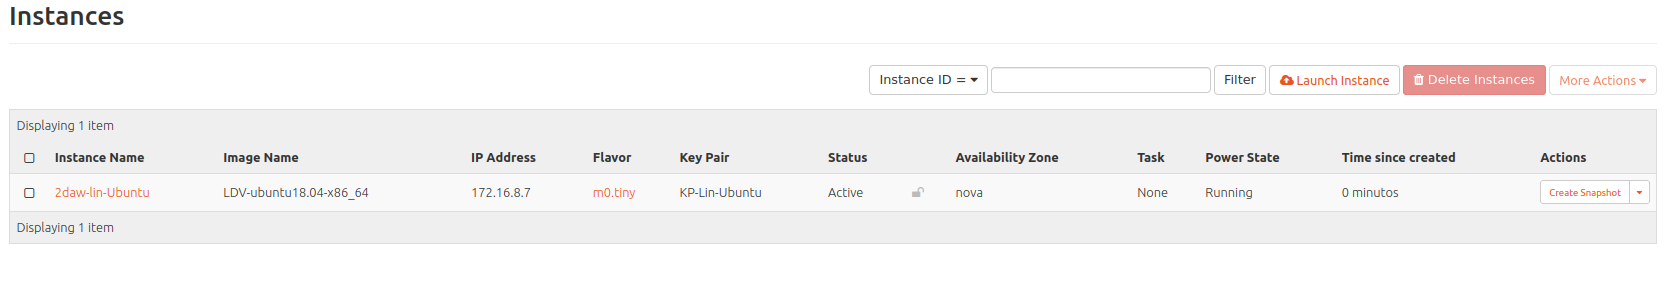 Instances
Instance ID = Filter Launch Instance Delete Instances More Actions
Displaying 1 item
Instance Name Image Name IP Address Flavor Key Pair Status Availability Zone Task Power State Time since created Actions
2daw-lin-Ubuntu LDV-ubuntu18.04-x86_64 172.16.8.7 m0.tiny KP-Lin-Ubuntu Active nova None Running 0 minutos Create Snapshot
Displaying 1 item